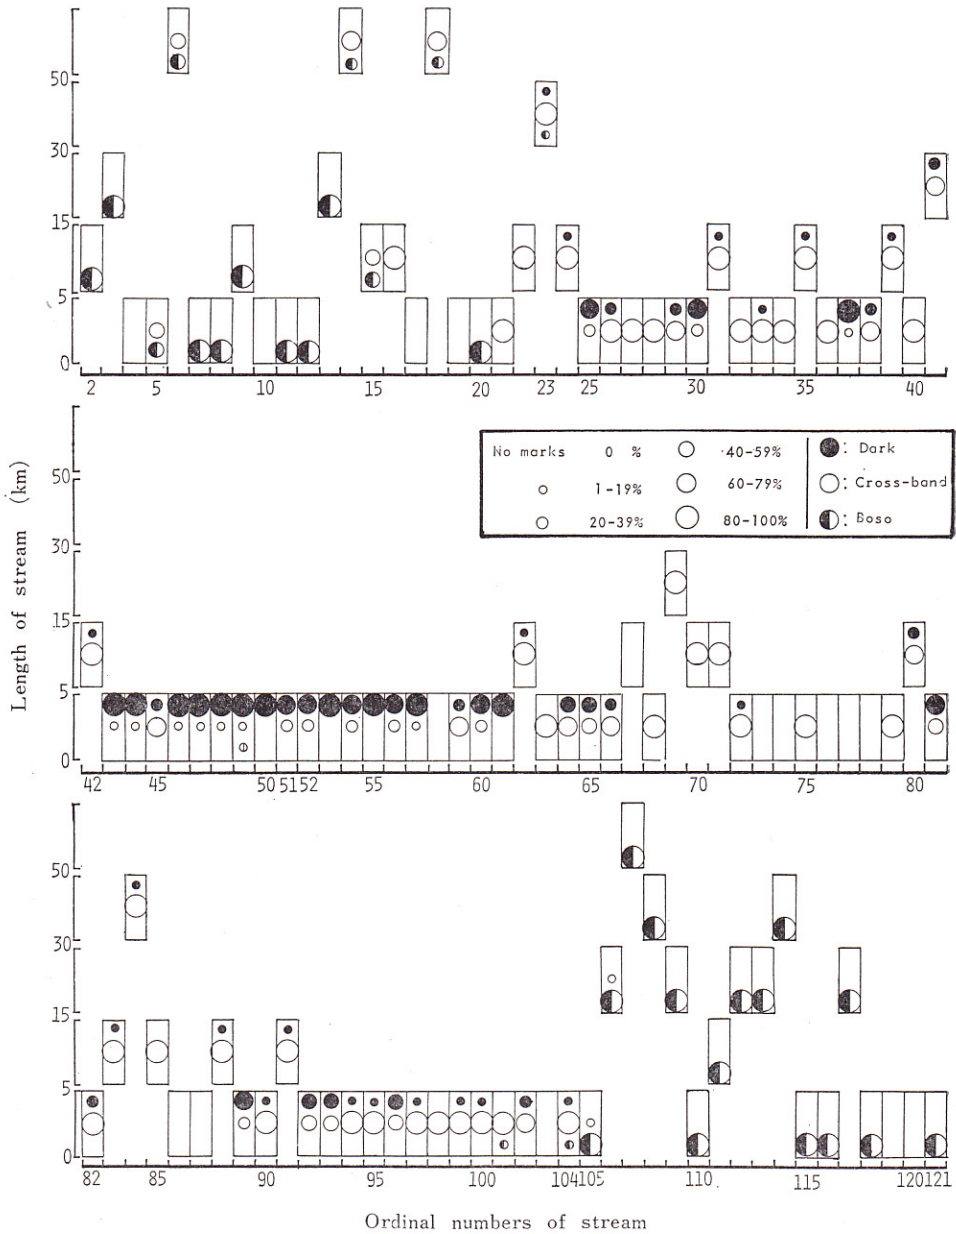 50
30
15
5
0
2 5 10 15 20 23 25 30 35 40
Length of stream (km)
50
30
15
5
0
No marks 0 % 40-59% : Dark
1-19% 60-79% : Cross-band
20-39% 80-100% : Boso
42 45 50 51 52 55 60 65 70 75 80
50
30
15
5
0
82 85 90 95 100 104 105 110 115 120 121
Ordinal numbers of stream